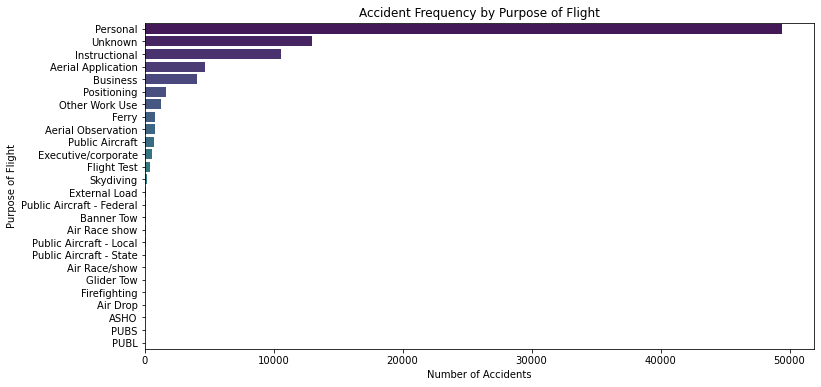 Accident Frequency by Purpose of Flight
Purpose of Flight
Personal
Unknown
Instructional
Aerial Application
Business
Positioning
Other Work Use
Ferry
Aerial Observation
Public Aircraft
Executive/corporate
Flight Test
Skydiving
External Load
Public Aircraft - Federal
Banner Tow
Air Race show
Public Aircraft - Local
Public Aircraft - State
Air Race/show
Glider Tow
Firefighting
Air Drop
ASHO
PUBS
PUBL
0 10000 20000 30000 40000 50000
Number of Accidents